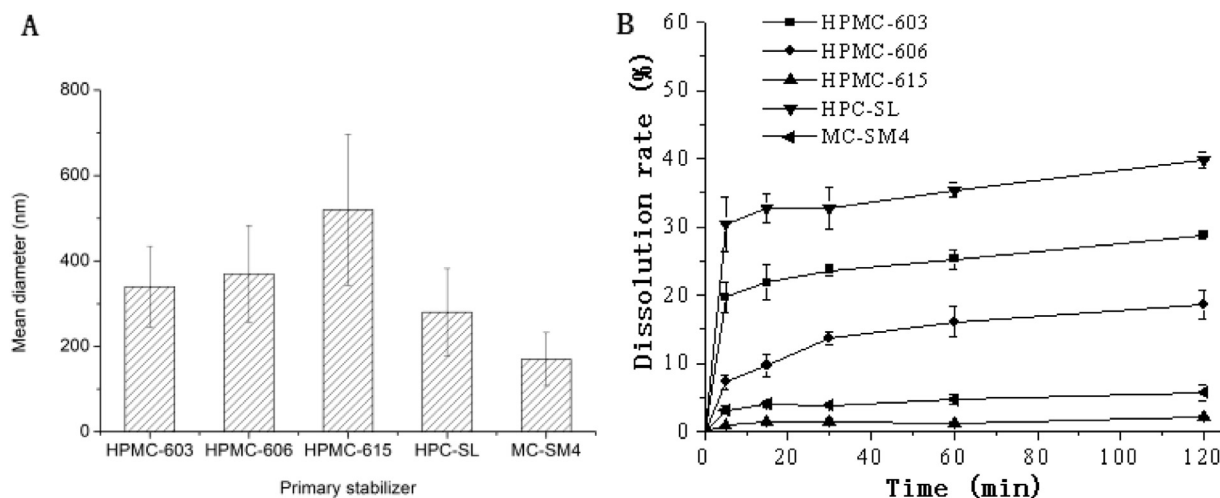 A
800
600
400
200
0
Mean diameter (nm)
HPMC-603 HPMC-606 HPMC-615 HPC-SL MC-SM4
Primary stabilizer
B
60
50
40
30
20
10
0
Dissolution rate (%)
HPMC-603
HPMC-606
HPMC-615
HPC-SL
MC-SM4
0 20 40 60 80 100 120
Time (min)